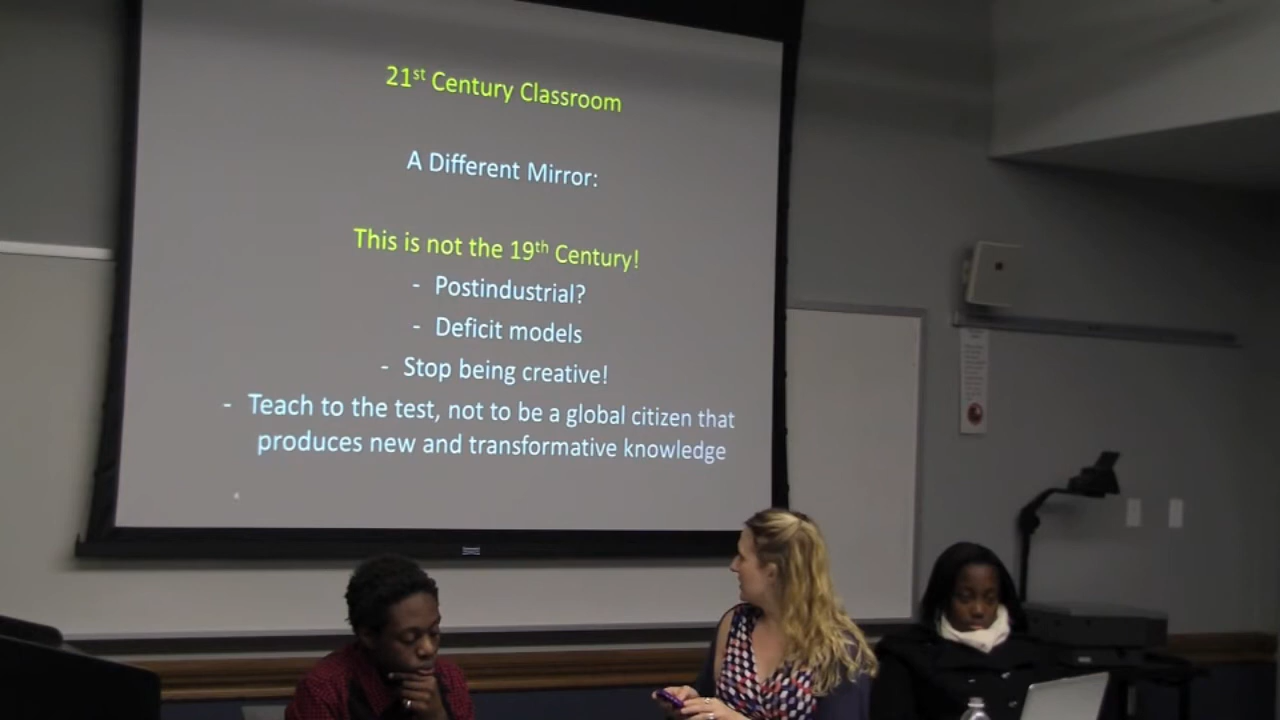 21st Century Classroom
A Different Mirror:
This is not the 19th Century!
- Postindustrial?
- Deficit models
- Stop being creative!
- Teach to the test, not to be a global citizen that
produces new and transformative knowledge